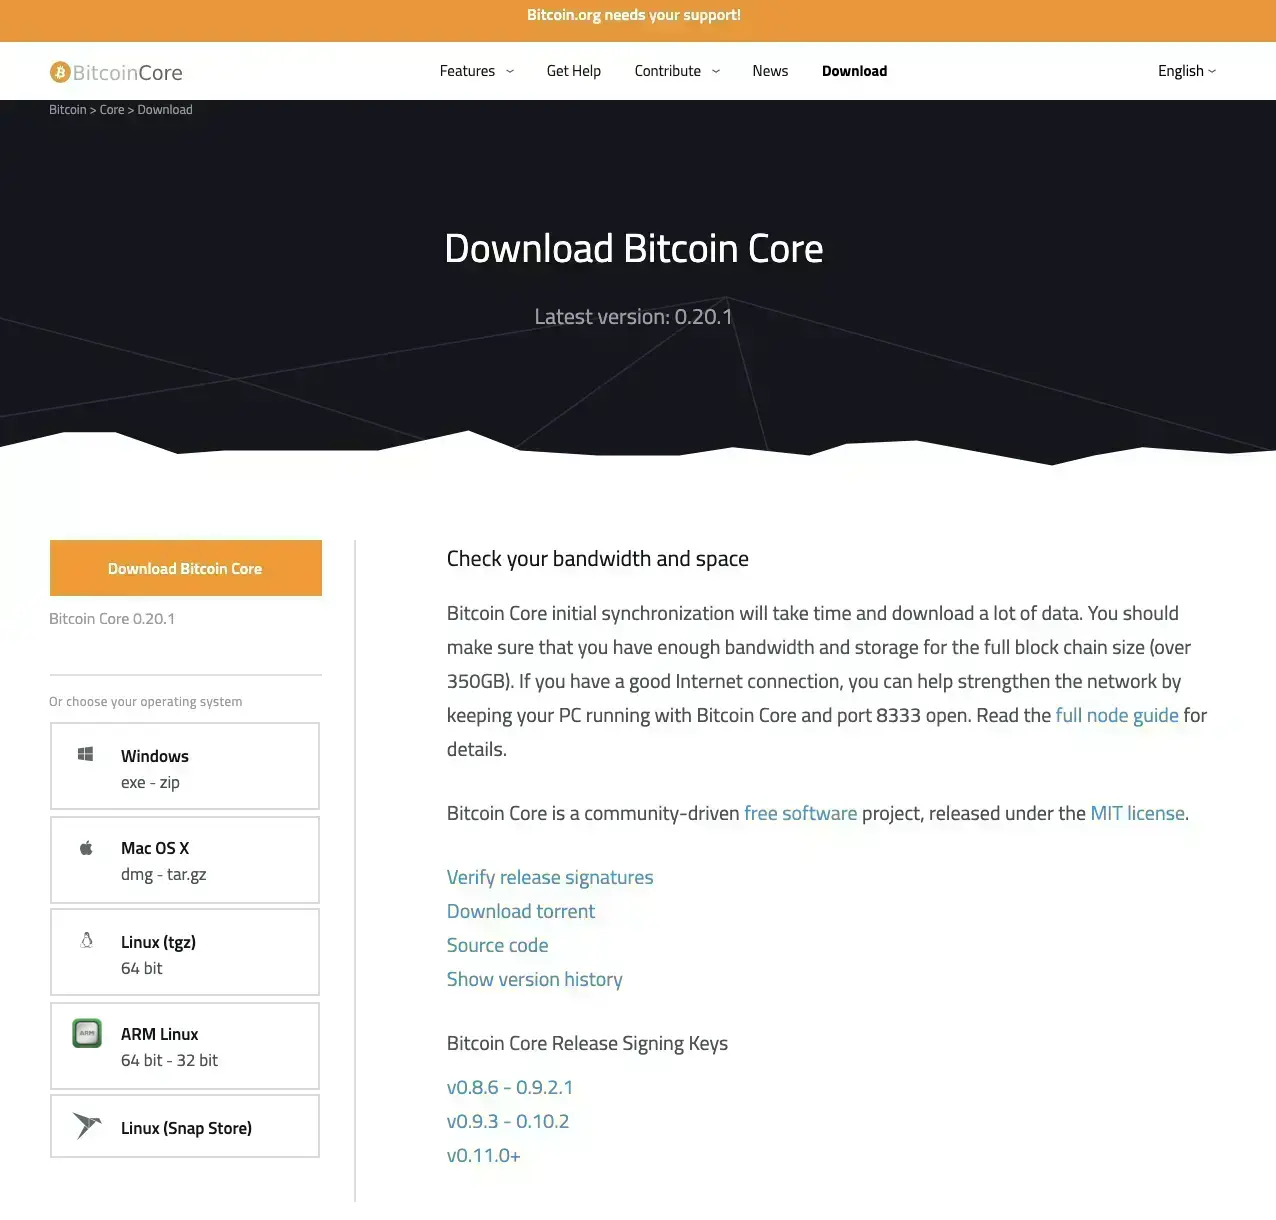 Bitcoin.org needs your support!
BitcoinCore
Features
Get Help
Contribute
News
Download
English
Bitcoin > Core > Download
Download Bitcoin Core
Latest version: 0.20.1
Download Bitcoin Core
Bitcoin Core 0.20.1
Or choose your operating system
Windows
exe - zip
Mac OS X
dmg - tar.gz
Linux (tgz)
64 bit
ARM
ARM Linux
64 bit - 32 bit
Linux (Snap Store)
Check your bandwidth and space
Bitcoin Core initial synchronization will take time and download a lot of data. You should
make sure that you have enough bandwidth and storage for the full block chain size (over
350GB). If you have a good Internet connection, you can help strengthen the network by
keeping your PC running with Bitcoin Core and port 8333 open. Read the full node guide for
details.
Bitcoin Core is a community-driven free software project, released under the MIT license.
Verify release signatures
Download torrent
Source code
Show version history
Bitcoin Core Release Signing Keys
v0.8.6 - 0.9.2.1
v0.9.3 - 0.10.2
v0.11.0+